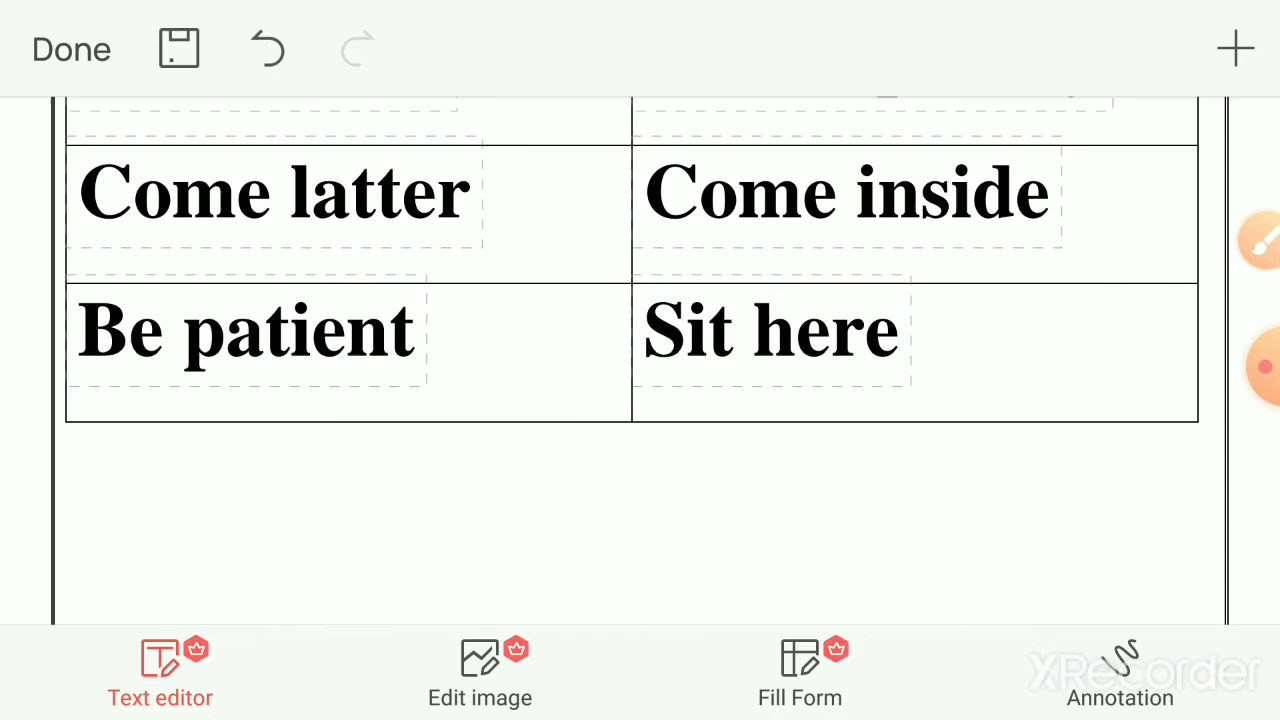 Done
Come latter Come inside
Be patient Sit here
Text editor Edit image Fill Form Annotation
XRecorder